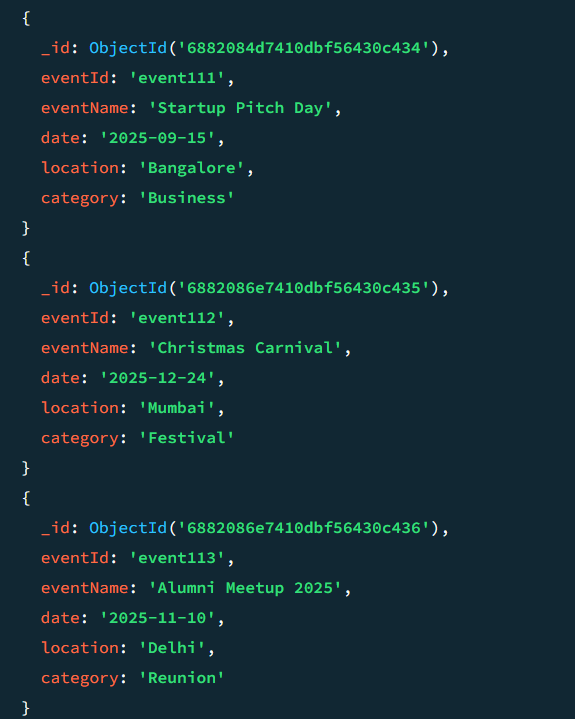 {
_id: ObjectId('6882084d7410dbf56430c434'),
eventId: 'event111',
eventName: 'Startup Pitch Day',
date: '2025-09-15',
location: 'Bangalore',
category: 'Business'
}
{
_id: ObjectId('6882086e7410dbf56430c435'),
eventId: 'event112',
eventName: 'Christmas Carnival',
date: '2025-12-24',
location: 'Mumbai',
category: 'Festival'
}
{
_id: ObjectId('6882086e7410dbf56430c436'),
eventId: 'event113',
eventName: 'Alumni Meetup 2025',
date: '2025-11-10',
location: 'Delhi',
category: 'Reunion'
}